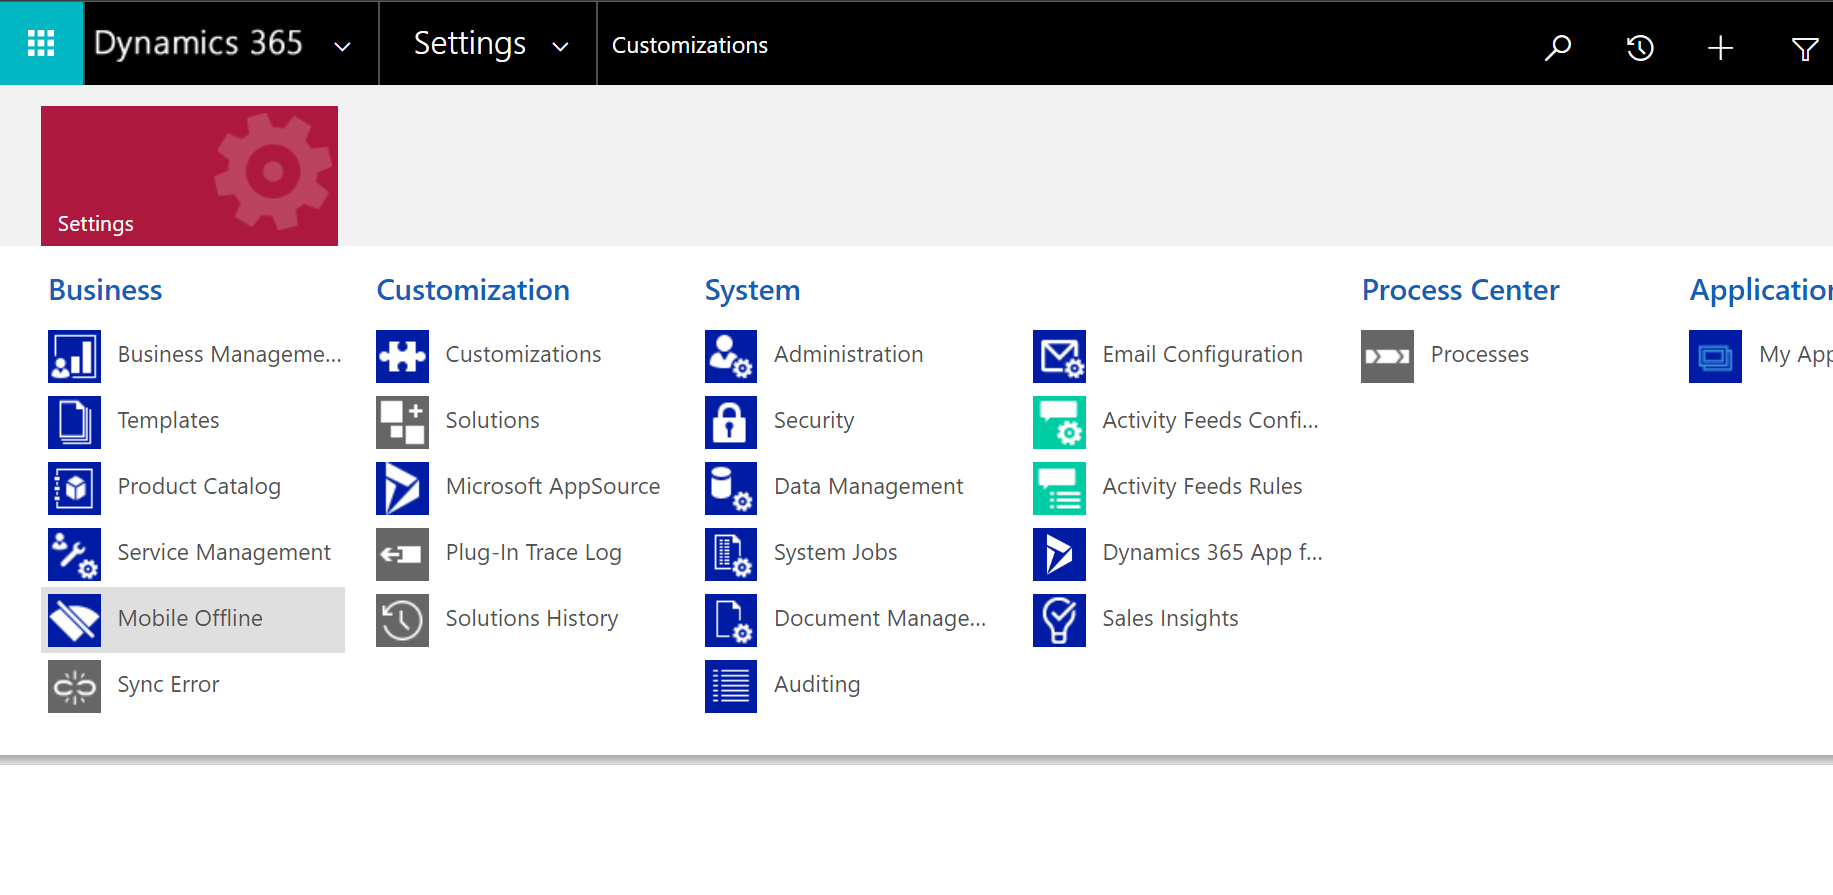 Dynamics 365
Settings
Customizations
Settings
Business
Business Manageme...
Templates
Product Catalog
Service Management
Mobile Offline
Sync Error
Customization
Customizations
Solutions
Microsoft AppSource
Plug-In Trace Log
Solutions History
System
Administration
Security
Data Management
System Jobs
Document Manage...
Auditing
Email Configuration
Activity Feeds Confi...
Activity Feeds Rules
Dynamics 365 App f...
Sales Insights
Process Center
Processes
Application
My App